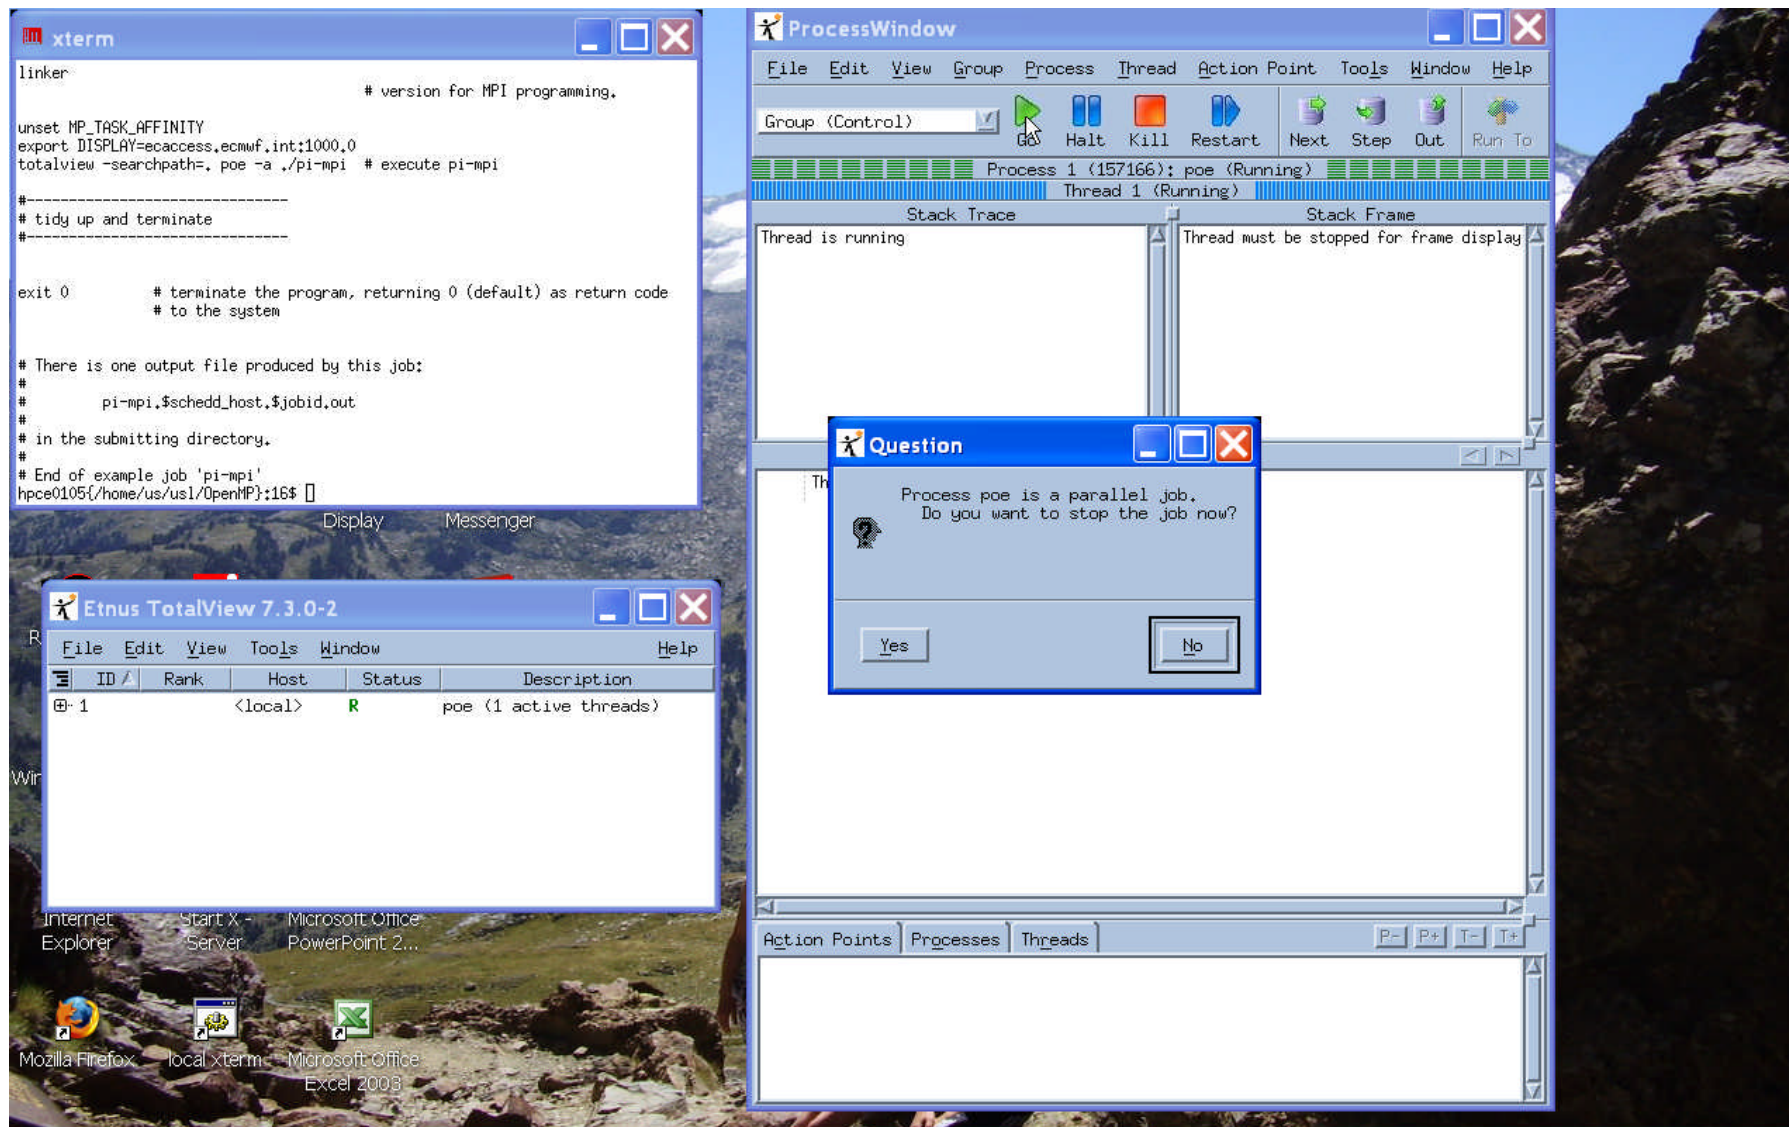 xterm
linker
# version for MPI programming.
unset MP_TASK_AFFINITY
export DISPLAY=ecaccess.ecmwf.int:1000.0
totalview -searchpath=. poe -a ./pi-mpi  # execute pi-mpi
#-------------------------------
# tidy up and terminate
#-------------------------------
exit 0          # terminate the program, returning 0 (default) as return code
# to the system
# There is one output file produced by this job:
#
#         pi-mpi.$schedd_host.$jobid.out
#
# in the submitting directory.
#
# End of example job 'pi-mpi'
hpce0105{/home/us/usl/OpenMP}:16$
Display Messenger
Etnus TotalView 7.3.0-2
File Edit View Tools Window Help
ID Rank Host Status Description
1 <local> R poe (1 active threads)
Internet Explorer
Start X - Server
Microsoft Office PowerPoint 2...
Mozilla Firefox
local xterm
Microsoft Office Excel 2003
ProcessWindow
File Edit View Group Process Thread Action Point Tools Window Help
Group (Control)
Go Halt Kill Restart Next Step Out Run To
Process 1 (157166): poe (Running)
Thread 1 (Running)
Stack Trace
Stack Frame
Thread is running
Thread must be stopped for frame display
Question
Process poe is a parallel job.
Do you want to stop the job now?
Yes No
Action Points Processes Threads
P- P+ T- T+